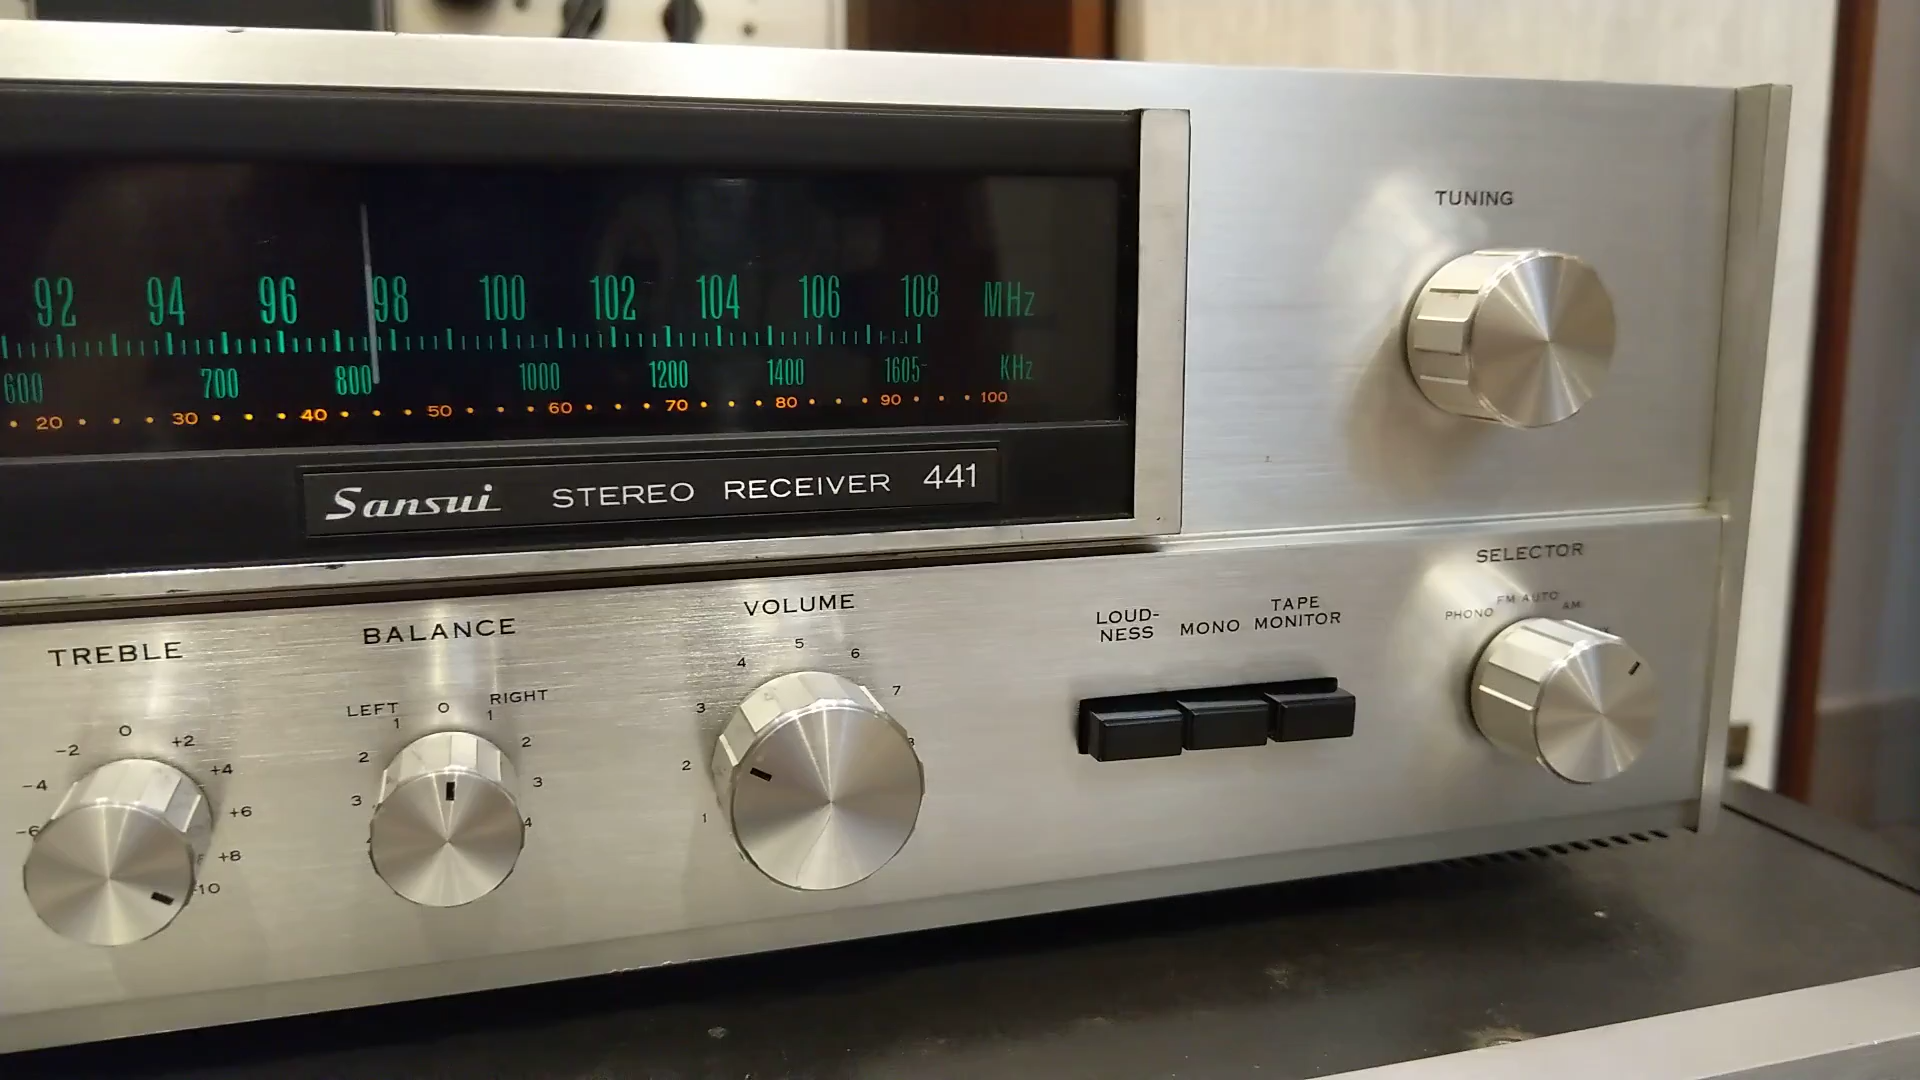 TUNING
92 94 96 98 100 102 104 106 108 MHz
600 700 800 1000 1200 1400 1605 KHz
20 30 40 50 60 70 80 90 100
Sansui STEREO RECEIVER 441
SELECTOR
PHONO FM AUTO AM
TREBLE
-6 -4 -2 0 +2 +4 +6 +8 10
BALANCE
LEFT 0 RIGHT
3 2 1 1 2 3 4
VOLUME
1 2 3 4 5 6 7
LOUD-
NESS
MONO
TAPE
MONITOR